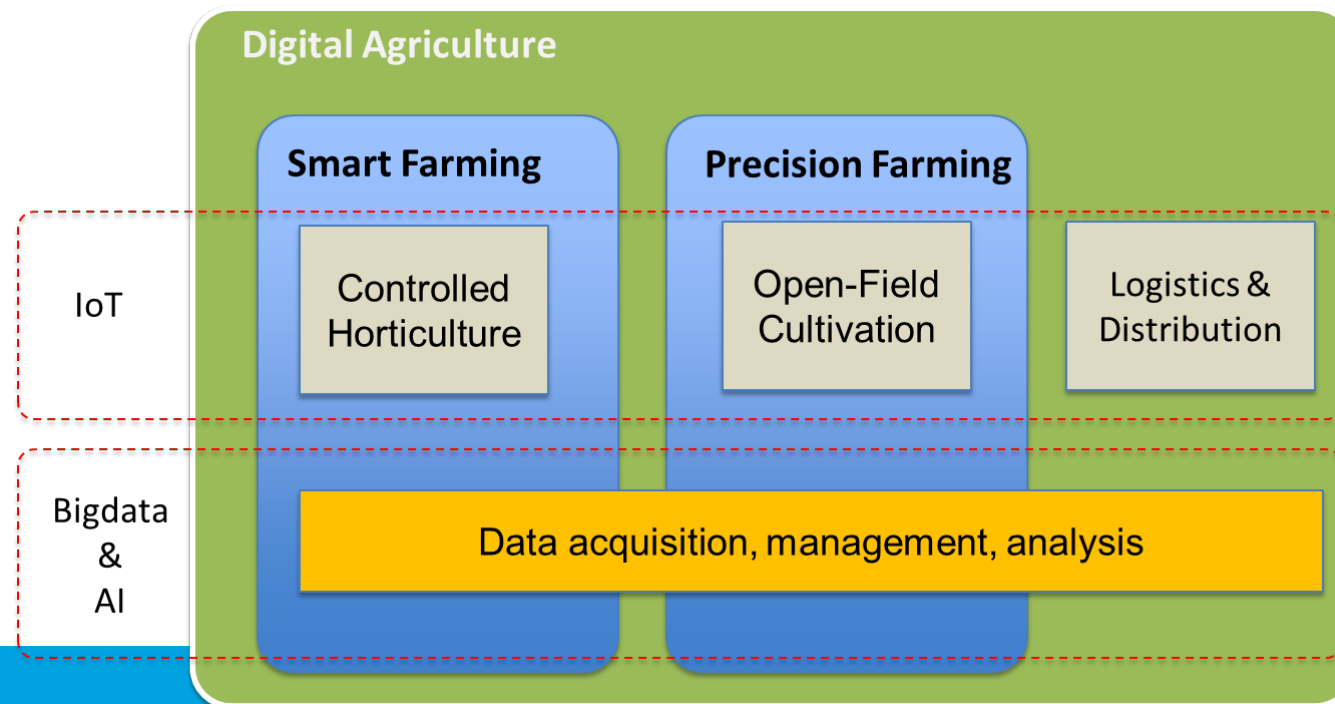 Digital Agriculture
Smart Farming
Precision Farming
IoT
Controlled
Horticulture
Open-Field
Cultivation
Logistics &
Distribution
Bigdata
&
AI
Data acquisition, management, analysis